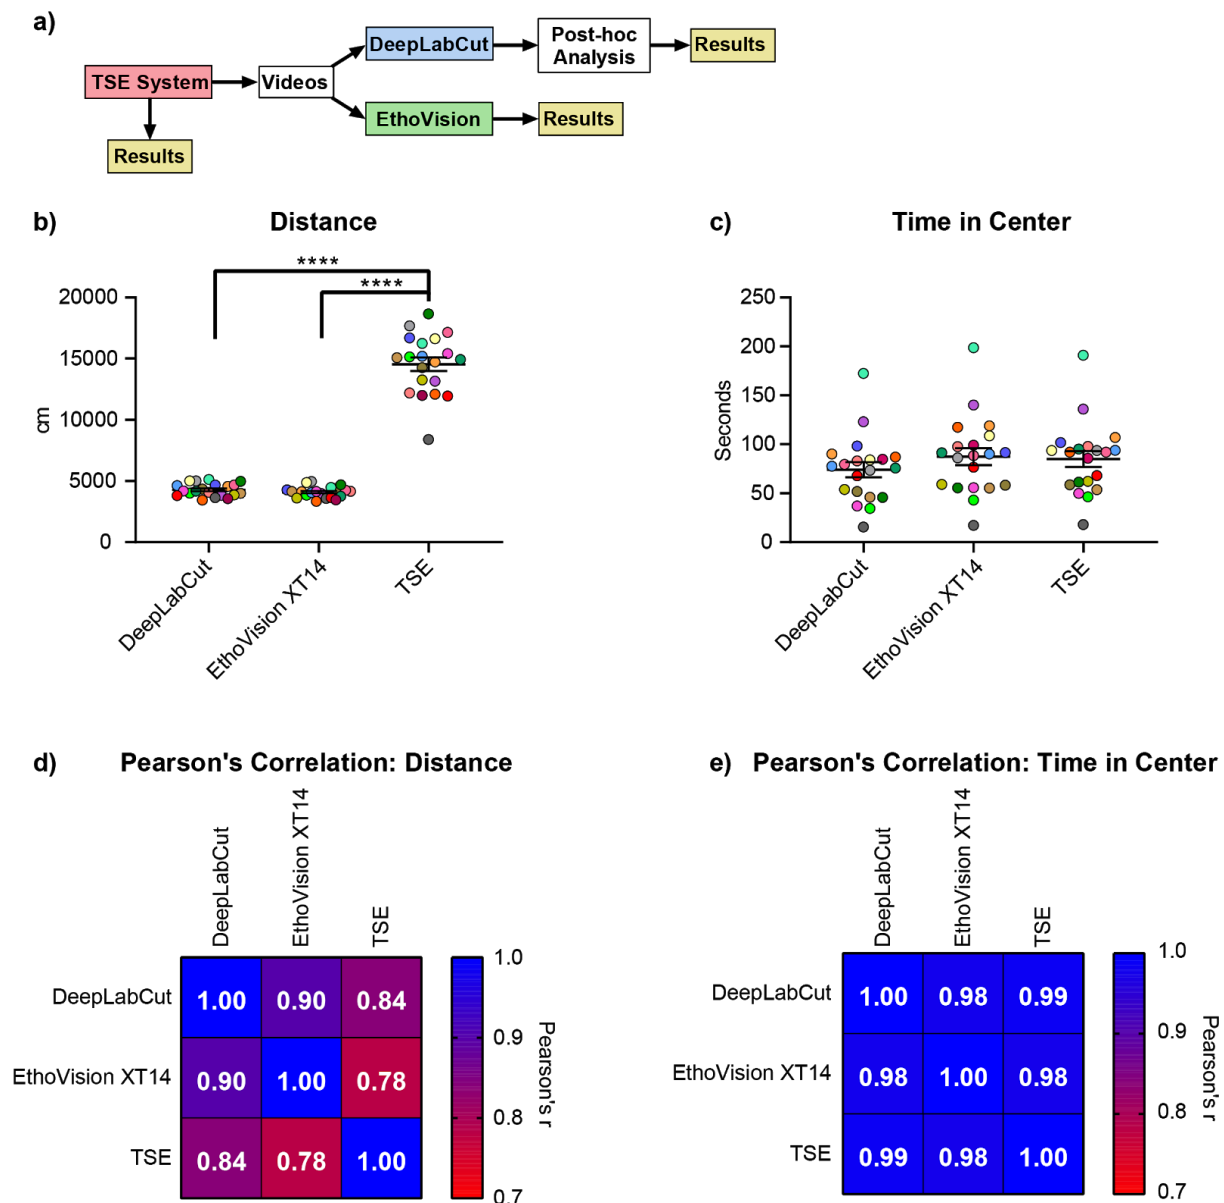 a)
DeepLabCut
Post-hoc
Analysis
Results
TSE System
Videos
EthoVision
Results
Results
b)
Distance
****
****
20000
15000
10000
5000
0
cm
DeepLabCut
EthoVision XT14
TSE
c)
Time in Center
250
200
150
100
50
0
Seconds
DeepLabCut
EthoVision XT14
TSE
d)
Pearson's Correlation: Distance
DeepLabCut
EthoVision XT14
TSE
DeepLabCut 1.00 0.90 0.84
EthoVision XT14 0.90 1.00 0.78
TSE 0.84 0.78 1.00
1.0
0.9
0.8
0.7
Pearson's r
e)
Pearson's Correlation: Time in Center
DeepLabCut
EthoVision XT14
TSE
DeepLabCut 1.00 0.98 0.99
EthoVision XT14 0.98 1.00 0.98
TSE 0.99 0.98 1.00
1.0
0.9
0.8
0.7
Pearson's r